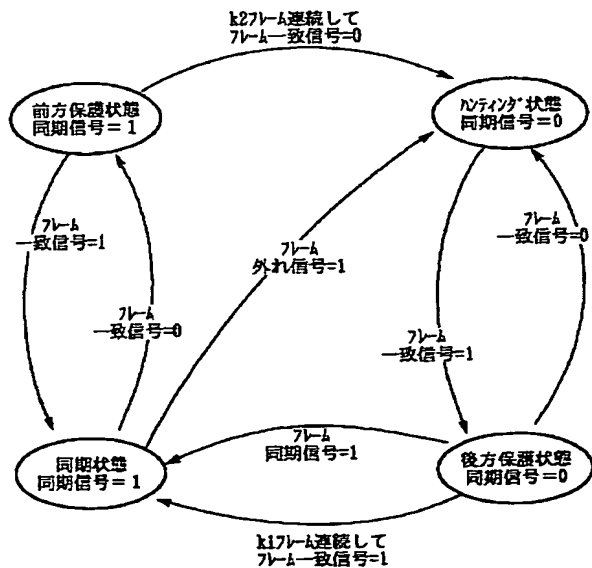 k2フレーム連続して
フレーム一致信号=0
前方保護状態
同期信号=1
ハンティング状態
同期信号=0
フレーム
一致信号=1
フレーム
一致信号=0
フレーム
外れ信号=1
フレーム
一致信号=0
フレーム
一致信号=1
フレーム
同期信号=1
同期状態
同期信号=1
後方保護状態
同期信号=0
k1フレーム連続して
フレーム一致信号=1